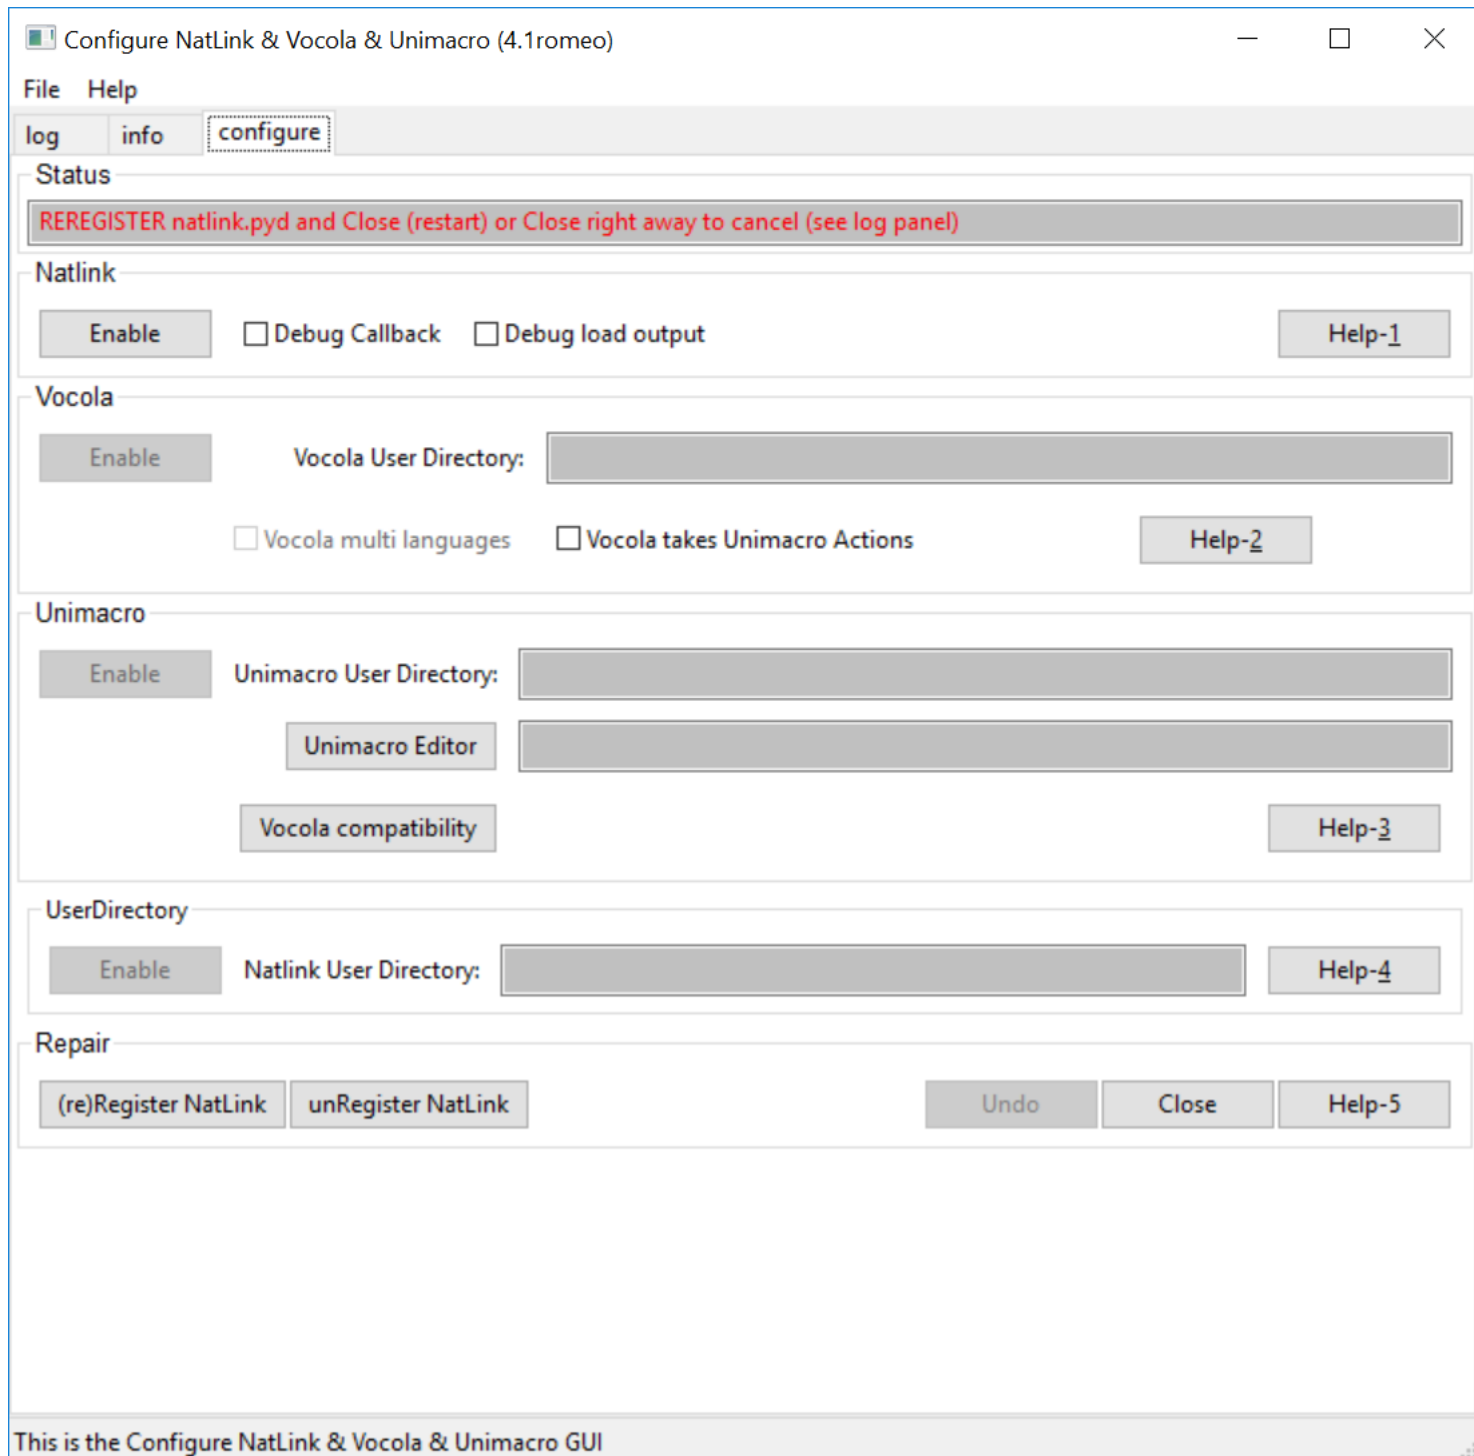 Configure NatLink & Vocola & Unimacro (4.1romeo)
File Help
log info configure
Status
REREGISTER natlink.pyd and Close (restart) or Close right away to cancel (see log panel)
Natlink
Enable Debug Callback Debug load output Help-1
Vocola
Enable Vocola User Directory:
Vocola multi languages Vocola takes Unimacro Actions Help-2
Unimacro
Enable Unimacro User Directory:
Unimacro Editor
Vocola compatibility Help-3
UserDirectory
Enable Natlink User Directory: Help-4
Repair
(re)Register NatLink unRegister NatLink Undo Close Help-5
This is the Configure NatLink & Vocola & Unimacro GUI